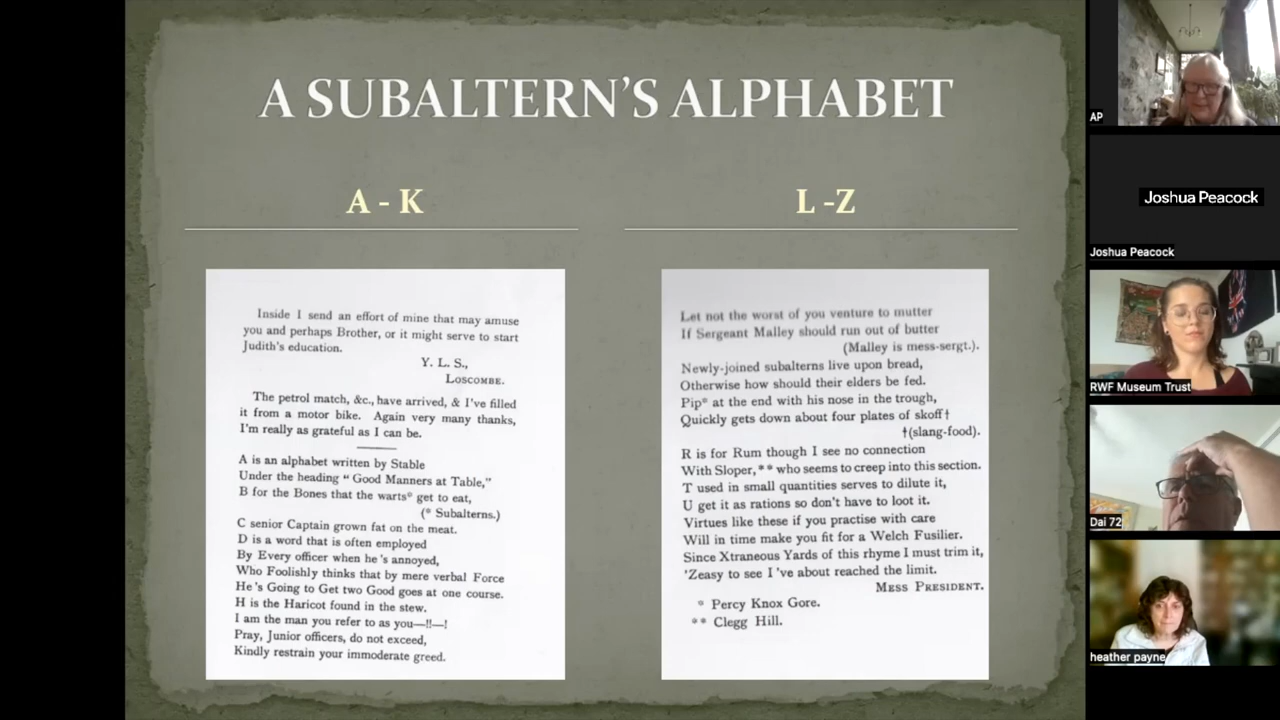 A SUBALTERN'S ALPHABET
A - K
Inside I send an effort of mine that may amuse
you and perhaps Brother, or it might serve to start
Judith's education.
Y. L. S.,
LOSCOMBE.
The petrol match, &c., have arrived, & I've filled
it from a motor bike. Again very many thanks,
I'm really as grateful as I can be.
A is an alphabet written by Stable
Under the heading "Good Manners at Table,"
B for the Bones that the warts* get to eat,
(* Subalterns.)
C senior Captain grown fat on the meat.
D is a word that is often employed
By Every officer when he's annoyed,
Who Foolishly thinks that by mere verbal Force
He's Going to Get two Good goes at one course.
H is the Haricot found in the stew.
I am the man you refer to as you—!!—!
Pray, Junior officers, do not exceed,
Kindly restrain your immoderate greed.
L -Z
Let not the worst of you venture to mutter
If Sergeant Malley should run out of butter
(Malley is mess-sergt.).
Newly-joined subalterns live upon bread,
Otherwise how should their elders be fed.
Pip* at the end with his nose in the trough,
Quickly gets down about four plates of skoff†
†(slang-food).
R is for Rum though I see no connection
With Sloper,** who seems to creep into this section.
T used in small quantities serves to dilute it,
U get it as rations so don't have to loot it.
Virtues like these if you practise with care
Will in time make you fit for a Welch Fusilier.
Since Xtraneous Yards of this rhyme I must trim it,
'Zeasy to see I've about reached the limit.
MESS PRESIDENT.
* Percy Knox Gore.
** Clegg Hill.
AP
Joshua Peacock
Joshua Peacock
RWF Museum Trust
Dai 72
heather payne